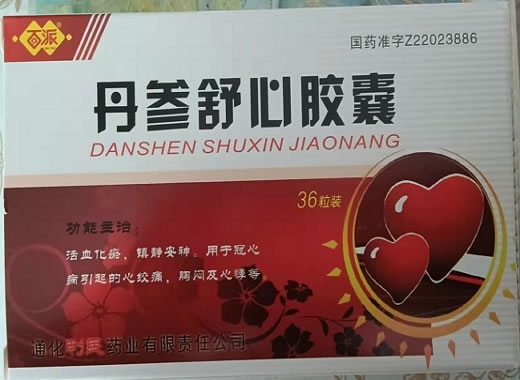 百派
国药准字Z22023886
丹参舒心胶囊
DANSHEN SHUXIN JIAONANG
36粒装
功能主治:
活血化瘀,镇静安神。用于冠心
病引起的心绞痛,胸闷及心悸等。
通化利民药业有限责任公司